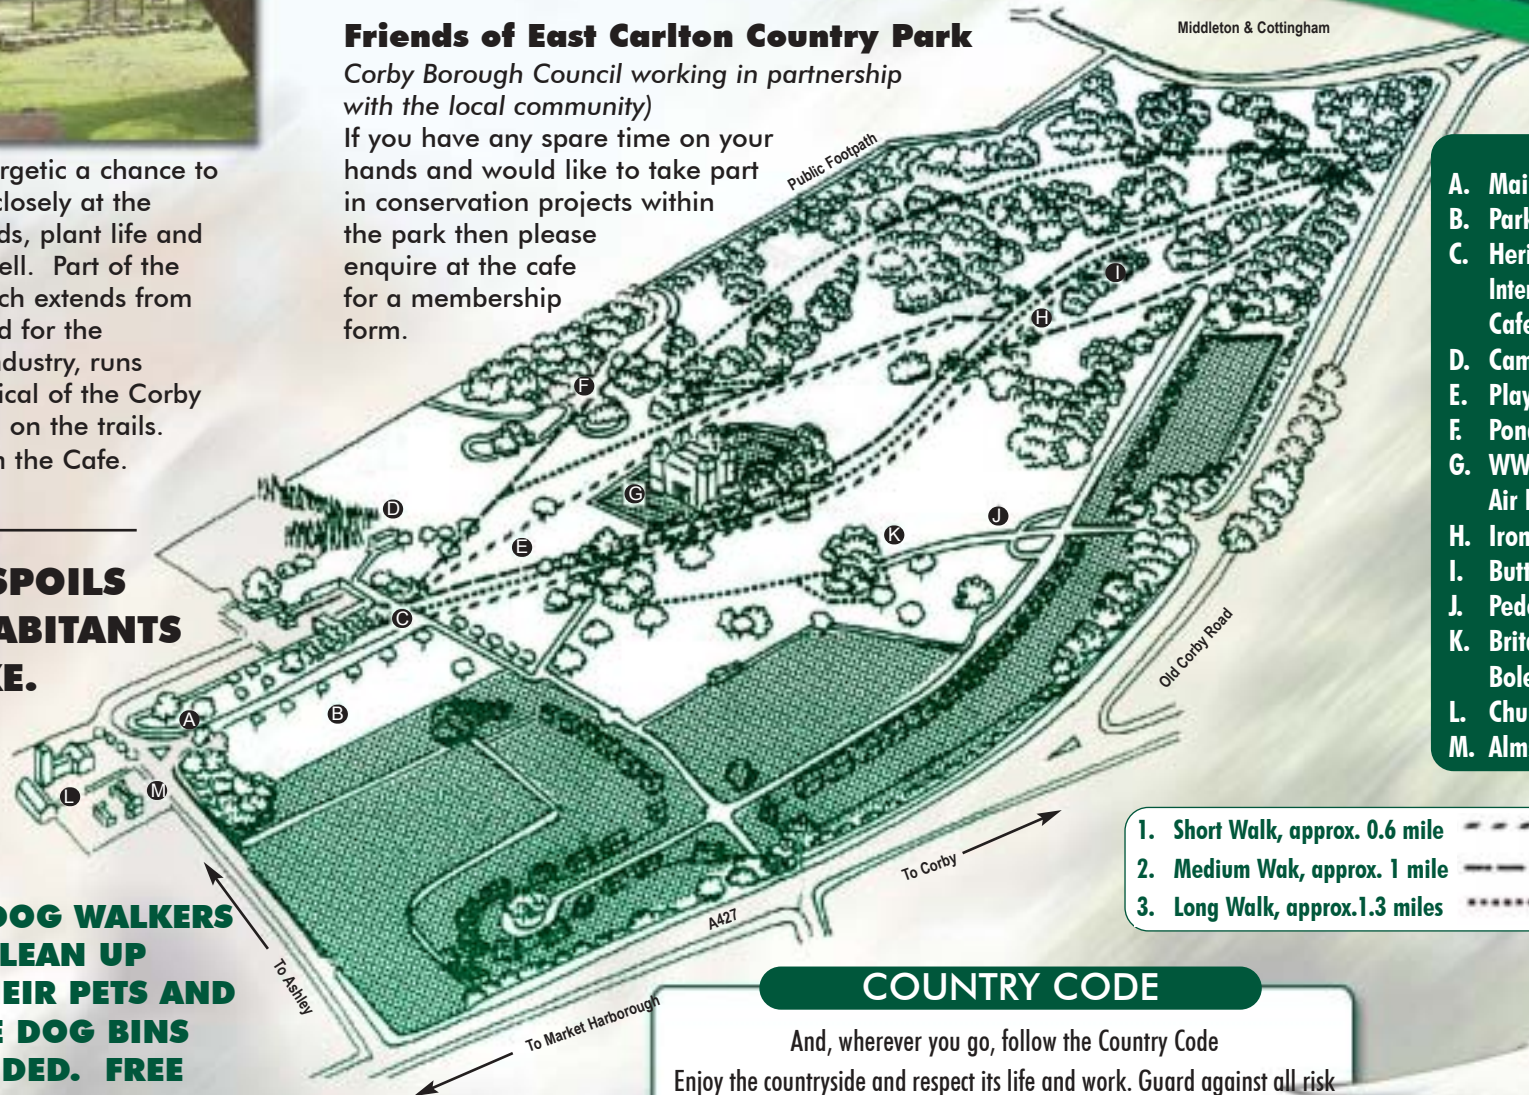 Friends of East Carlton Country Park
Corby Borough Council working in partnership
with the local community)
If you have any spare time on your
hands and would like to take part
in conservation projects within
the park then please
enquire at the cafe
for a membership
form.
rgetic a chance to
closely at the
ds, plant life and
ell. Part of the
ch extends from
d for the
ndustry, runs
ical of the Corby
on the trails.
n the Cafe.
SPOILS
ABITANTS
KE.
DOG WALKERS
LEAN UP
EIR PETS AND
E DOG BINS
DED. FREE
Middleton & Cottingham
Public Footpath
I
H
F
G
D
J
E
K
C
B
A
L
M
Old Corby Road
To Corby
A427
To Ashley
To Market Harborough
A. Mai
B. Park
C. Heri
Inter
Cafe
D. Cam
E. Play
F. Pon
G. WW
Air
H. Iron
I. Butt
J. Ped
K. Brit
Bole
L. Chu
M. Alm
1. Short Walk, approx. 0.6 mile
2. Medium Wak, approx. 1 mile
3. Long Walk, approx.1.3 miles
COUNTRY CODE
And, wherever you go, follow the Country Code
Enjoy the countryside and respect its life and work. Guard against all risk